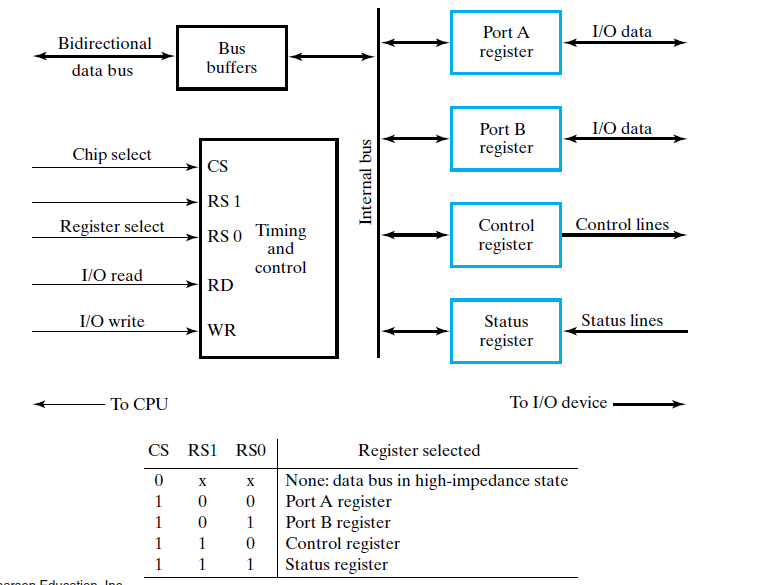 Bidirectional
data bus
Bus
buffers
Port A
register
I/O data
Port B
register
I/O data
Internal bus
Chip select
CS
RS 1
Register select
RS 0
Timing
and
control
I/O read
RD
I/O write
WR
Control
register
Control lines
Status
register
Status lines
To CPU
To I/O device
CS RS1 RS0 Register selected
0 x x None: data bus in high-impedance state
1 0 0 Port A register
1 0 1 Port B register
1 1 0 Control register
1 1 1 Status register